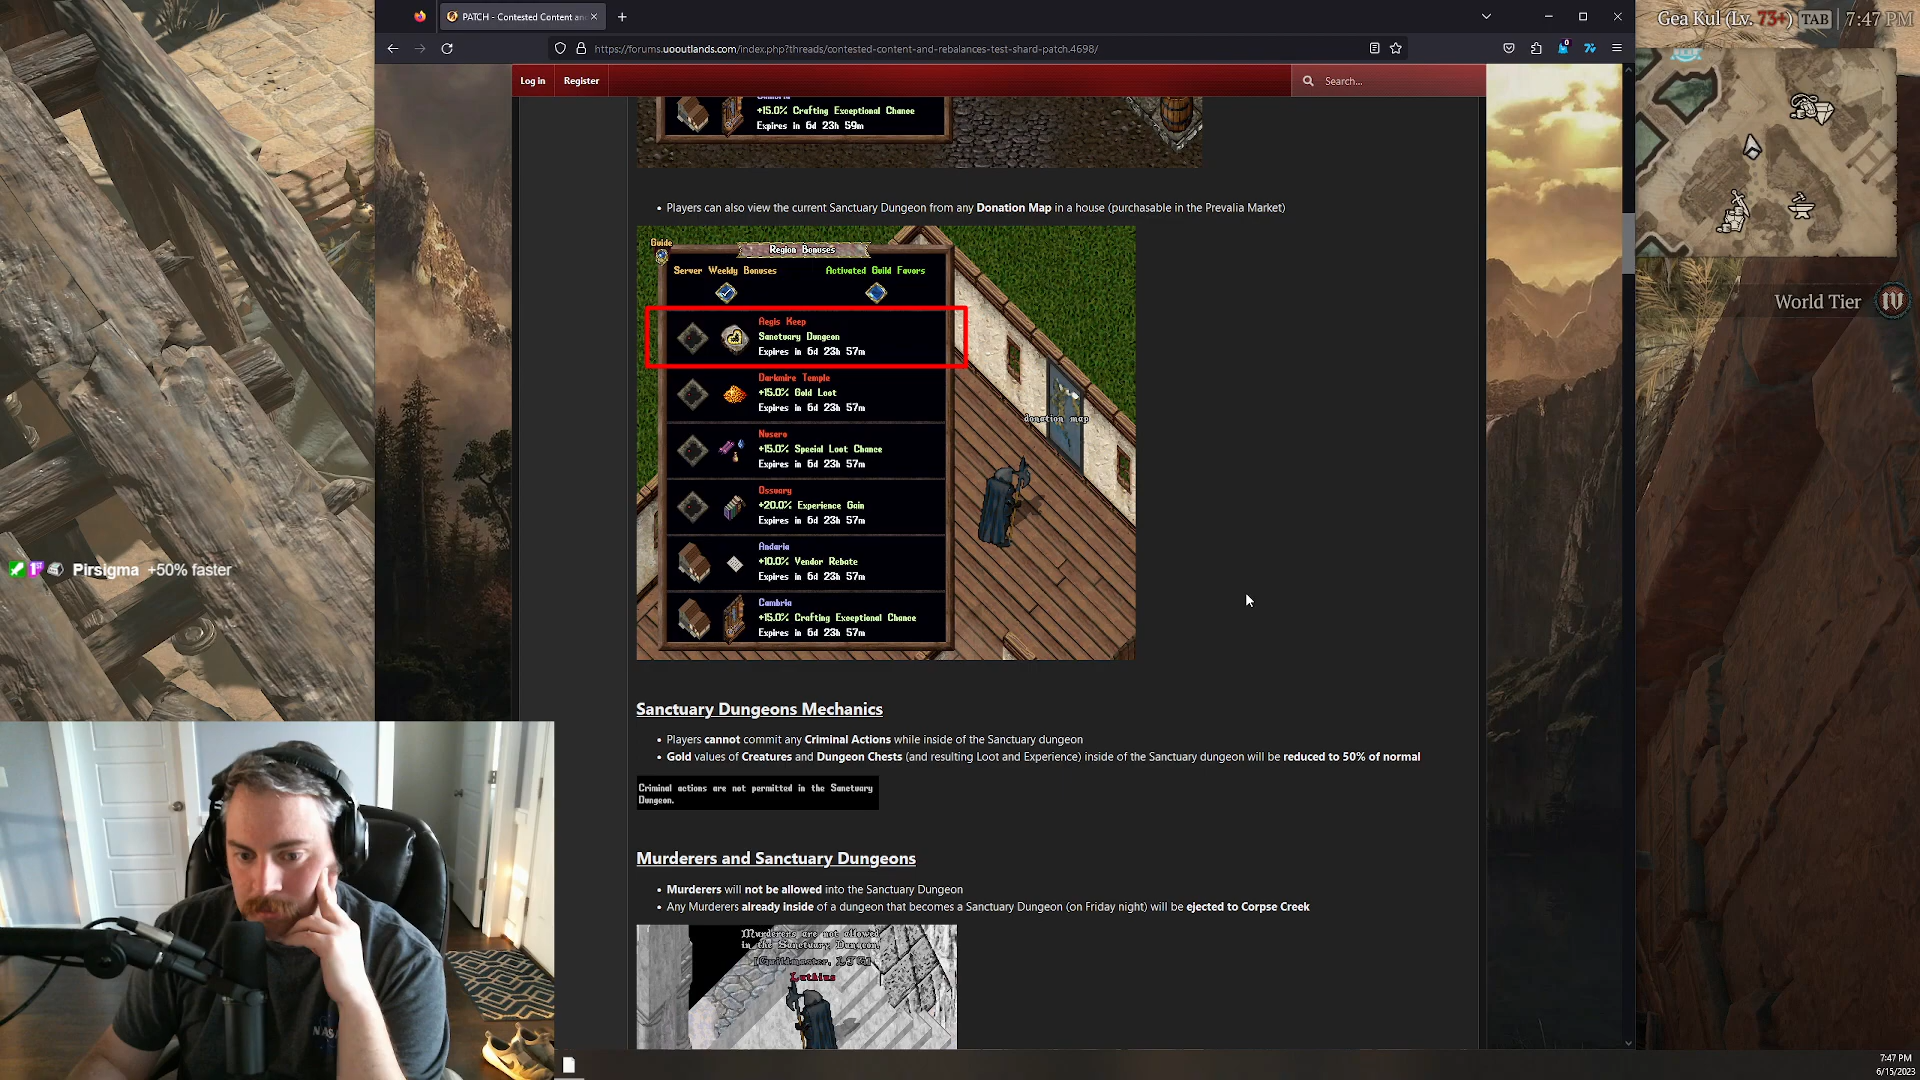 PATCH - Contested Content an
Gea Kul (Lv. 73+) TAB 7:47 PM
https://forums.uooutlands.com/index.php?threads/contested-content-and-rebalances-test-shard-patch.4698/
Log in Register Search...
+15.0% Crafting Exceptional Chance
Expires in 6d 23h 59m
Players can also view the current Sanctuary Dungeon from any Donation Map in a house (purchasable in the Prevalia Market)
Guide
Region Bonuses
Server Weekly Bonuses Activated Guild Favors
Aegis Keep
Sanctuary Dungeon
Expires in 6d 23h 57m
Darkmire Temple
+15.0% Gold Loot
Expires in 6d 23h 57m
Nusero
+15.0% Special Loot Chance
Expires in 6d 23h 57m
Ossuary
+20.0% Experience Gain
Expires in 6d 23h 57m
Andaria
+10.0% Vendor Rebate
Expires in 6d 23h 57m
Cambria
+15.0% Crafting Exceptional Chance
Expires in 6d 23h 57m
donation map
World Tier IV
Pirsigma +50% faster
Sanctuary Dungeons Mechanics
Players cannot commit any Criminal Actions while inside of the Sanctuary dungeon
Gold values of Creatures and Dungeon Chests (and resulting Loot and Experience) inside of the Sanctuary dungeon will be reduced to 50% of normal
Criminal actions are not permitted in the Sanctuary
Dungeon.
Murderers and Sanctuary Dungeons
Murderers will not be allowed into the Sanctuary Dungeon
Any Murderers already inside of a dungeon that becomes a Sanctuary Dungeon (on Friday night) will be ejected to Corpse Creek
Murderers are not allowed
in the Sanctuary Dungeon.
[Guildmaster, LFG]
Luthius
7:47 PM
6/15/2023